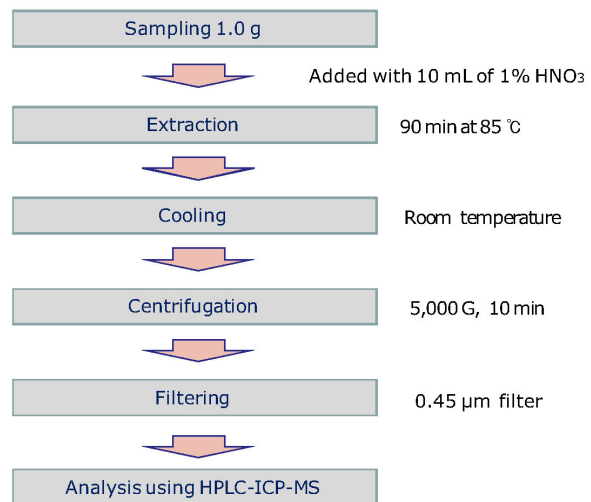 Sampling 1.0 g
Added with 10 mL of 1% HNO₃
Extraction
90 min at 85 ℃
Cooling
Room temperature
Centrifugation
5,000 G, 10 min
Filtering
0.45 µm filter
Analysis using HPLC-ICP-MS